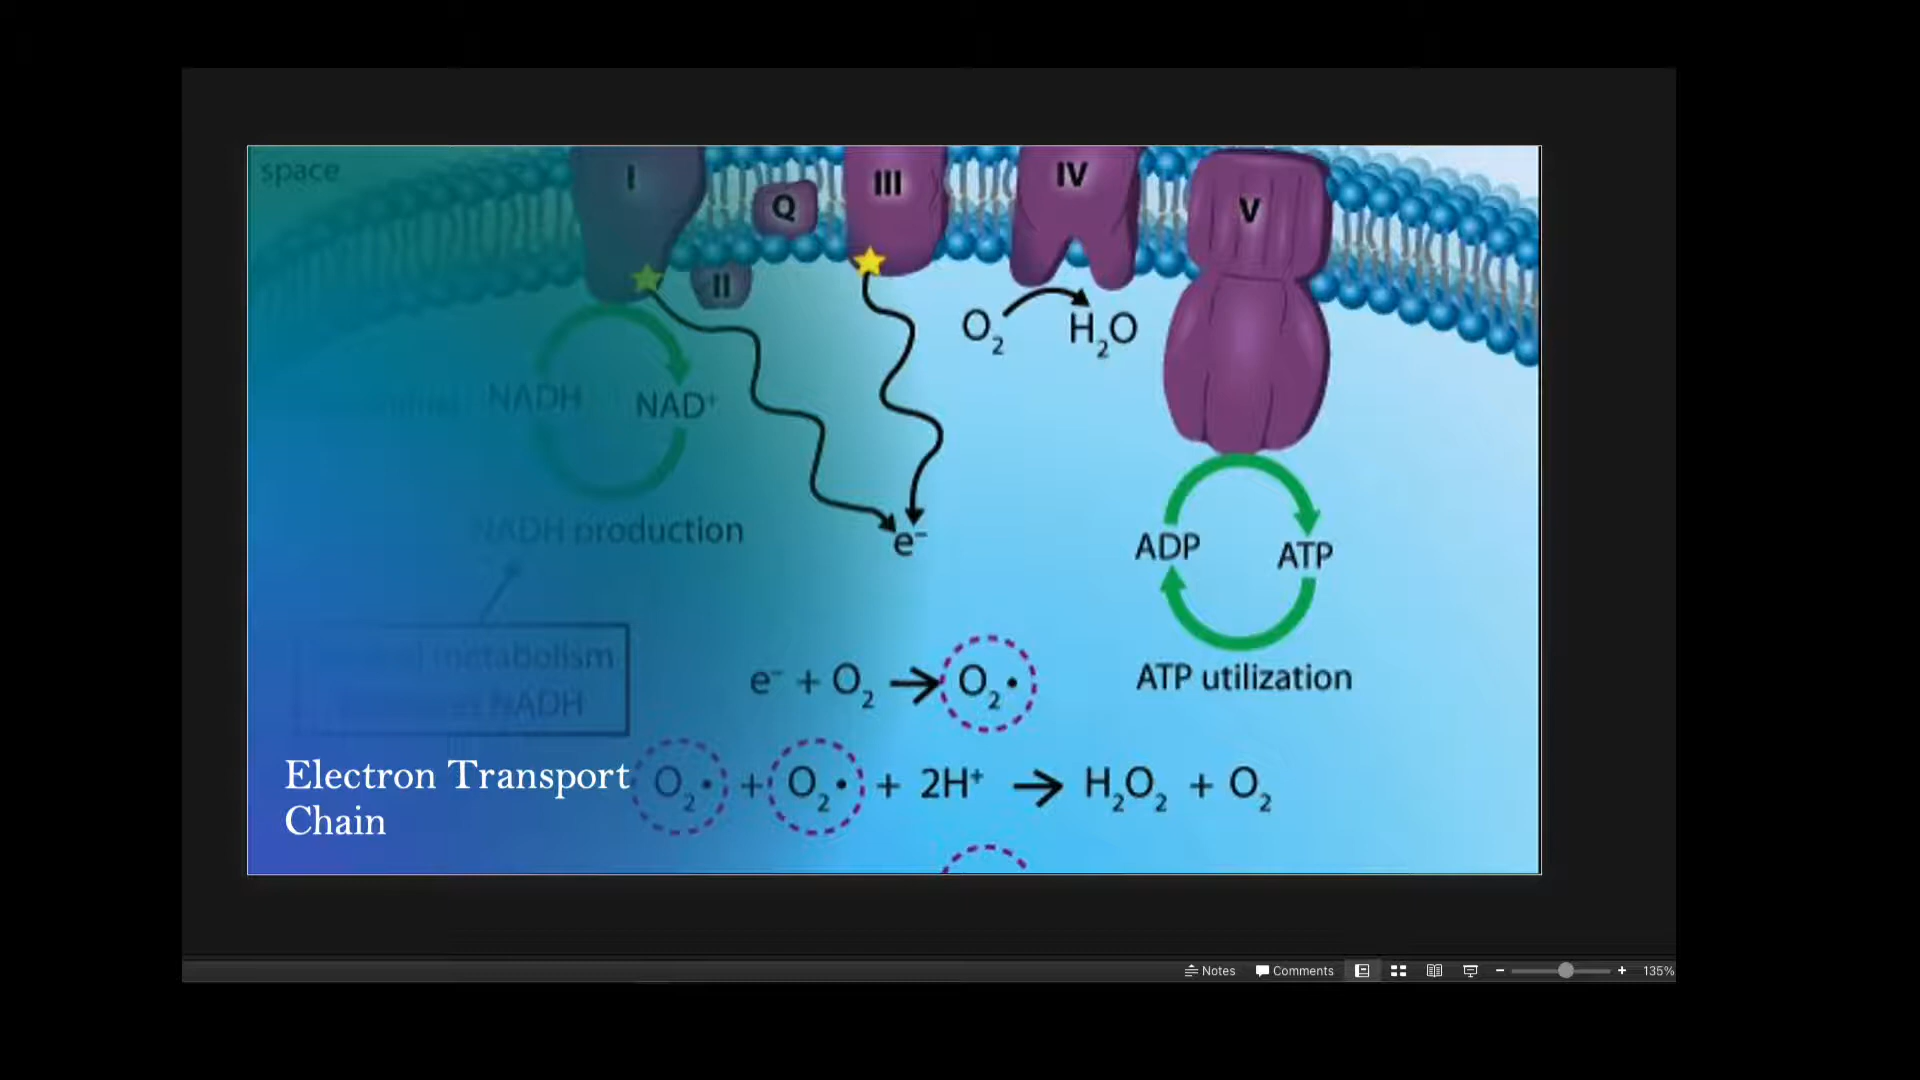 space
I
Q
III
IV
V
II
O₂
H₂O
NADH
NAD⁺
NADH production
e⁻
ADP
ATP
metabolism
NADH
e⁻ + O₂ → O₂•
ATP utilization
Electron Transport
Chain
O₂• + O₂• + 2H⁺ → H₂O₂ + O₂
Notes
Comments
135%